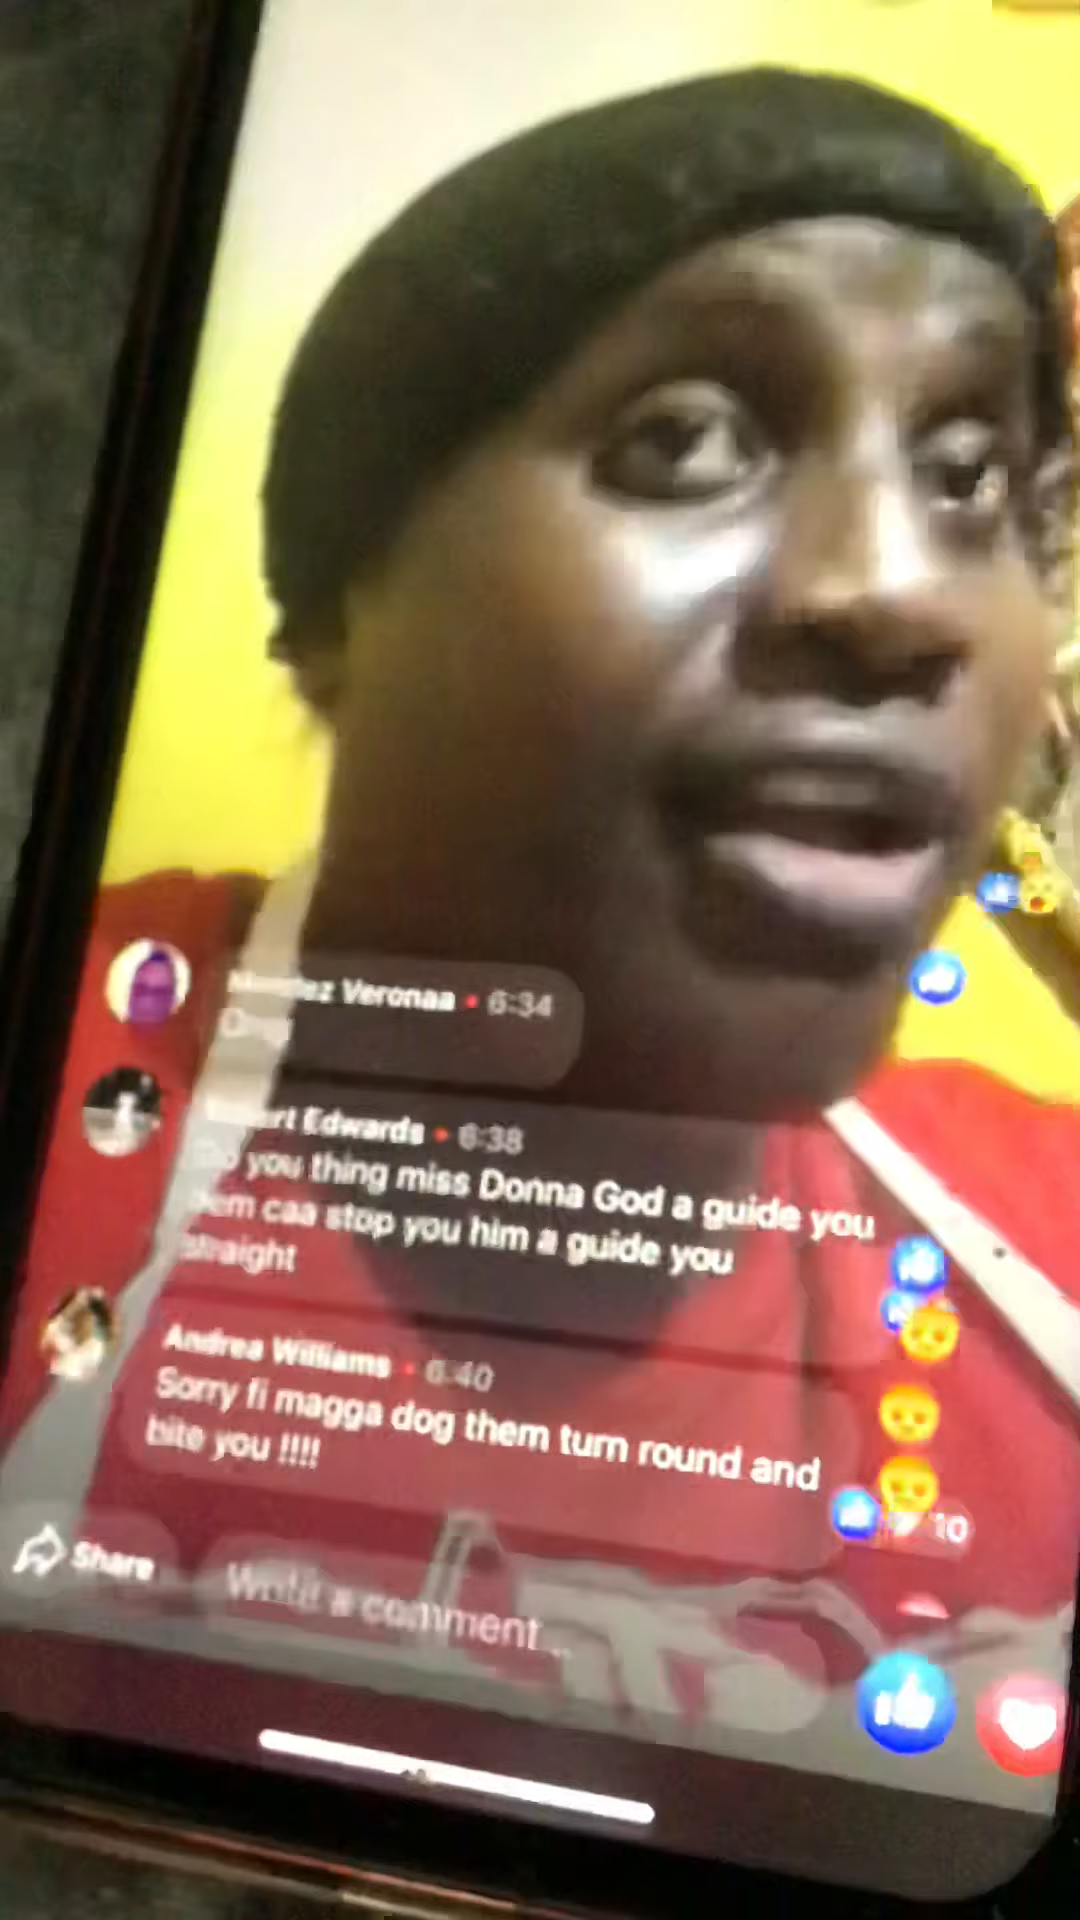 Veronaa • 6:34
Edwards • 6:38
you thing miss Donna God a guide you
caa stop you him a guide you
straight
Andrea Williams • 6:40
Sorry fi magga dog them turn round and
bite you !!!!
10
Share
a comment...